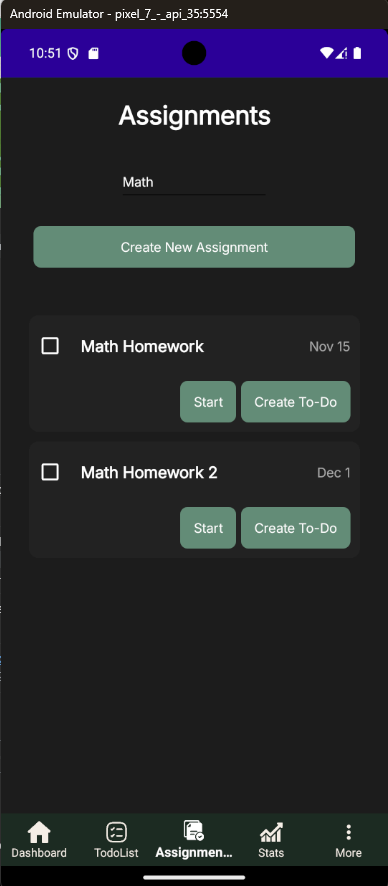 Android Emulator - pixel_7_-_api_35:5554
10:51
Assignments
Math
Create New Assignment
Math Homework
Nov 15
Start
Create To-Do
Math Homework 2
Dec 1
Start
Create To-Do
Dashboard
TodoList
Assignmen...
Stats
More